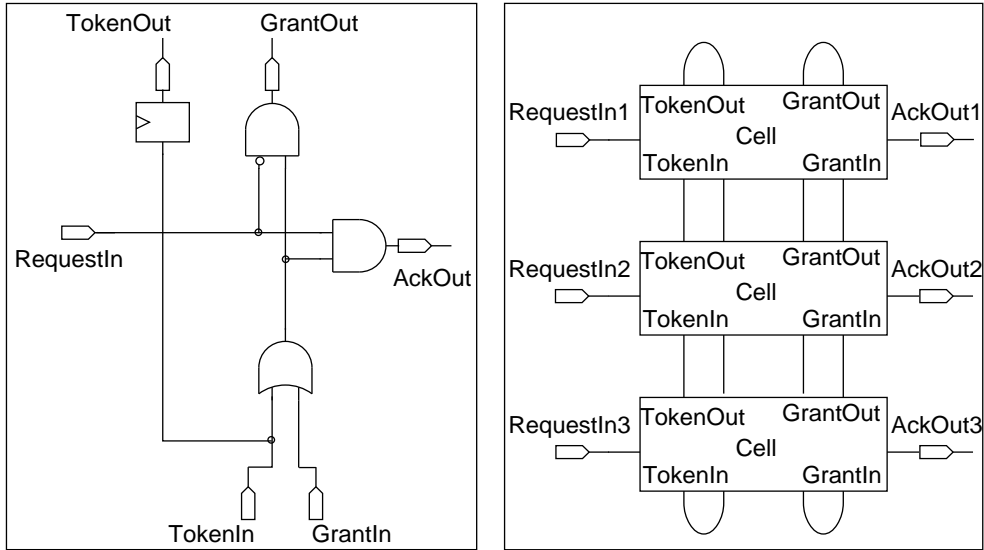 TokenOut
GrantOut
RequestIn
AckOut
TokenIn
GrantIn
RequestIn1
TokenOut
GrantOut
AckOut1
Cell
TokenIn
GrantIn
RequestIn2
TokenOut
GrantOut
AckOut2
Cell
TokenIn
GrantIn
RequestIn3
TokenOut
GrantOut
AckOut3
Cell
TokenIn
GrantIn